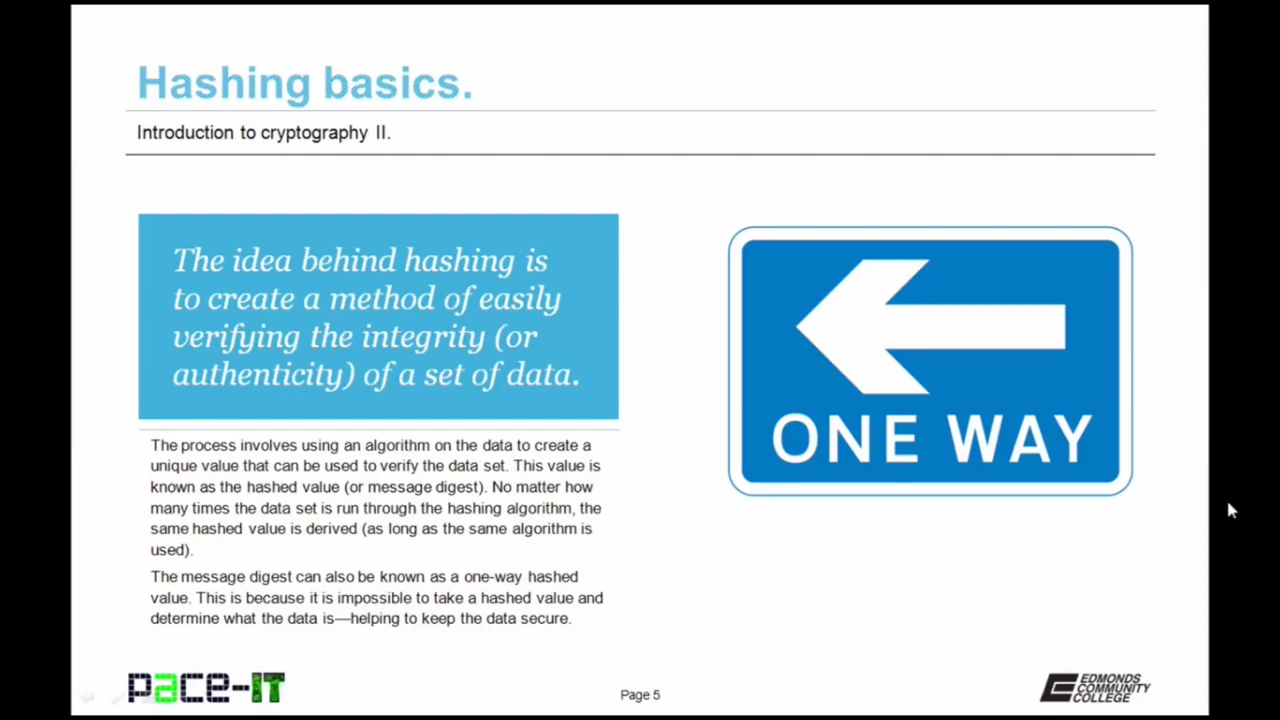 Hashing basics.
Introduction to cryptography II.
The idea behind hashing is
to create a method of easily
verifying the integrity (or
authenticity) of a set of data.
The process involves using an algorithm on the data to create a
unique value that can be used to verify the data set. This value is
known as the hashed value (or message digest). No matter how
many times the data set is run through the hashing algorithm, the
same hashed value is derived (as long as the same algorithm is
used).
The message digest can also be known as a one-way hashed
value. This is because it is impossible to take a hashed value and
determine what the data is—helping to keep the data secure.
ONE WAY
pace-IT
Page 5
EDMONDS
COMMUNITY
COLLEGE